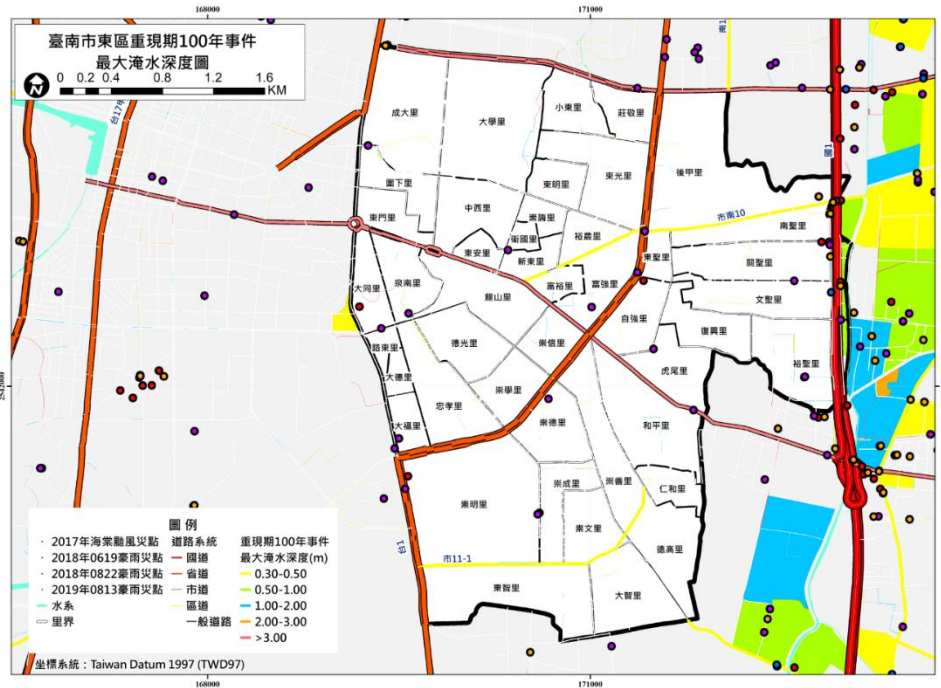 168000
171000
臺南市東區重現期100年事件
最大淹水深度圖
N
0 0.2 0.4 0.8 1.2 1.6
KM
台17甲
南1
國1
成大里
大學里
小東里
莊敬里
圍下里
東明里
東光里
後甲里
中西里
崇誨里
東門里
衛國里
裕農里
市南10
南聖里
東安里
新東里
東聖里
關聖里
大同里
泉南里
龍山里
富裕里
富強里
文聖里
自強里
復興里
路東里
德光里
崇信里
虎尾里
裕聖里
大德里
崇學里
2542000
2542000
忠孝里
大福里
崇德里
和平里
崇明里
崇成里
崇善里
仁和里
崇文里
德高里
台1
市11-1
東智里
大智里
圖例
2017年海棠颱風災點
2018年0619豪雨災點
2018年0822豪雨災點
2019年0813豪雨災點
水系
里界
道路系統
國道
省道
市道
區道
一般道路
重現期100年事件
最大淹水深度(m)
0.30-0.50
0.50-1.00
1.00-2.00
2.00-3.00
>3.00
坐標系統：Taiwan Datum 1997 (TWD97)
168000
171000